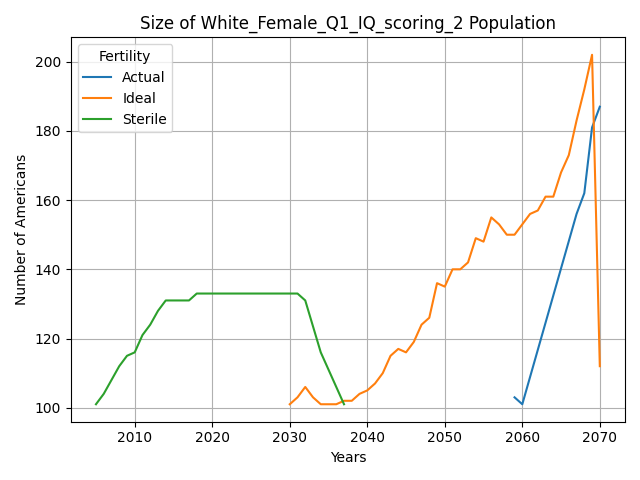 Size of White_Female_Q1_IQ_scoring_2 Population
Fertility
Actual
Ideal
Sterile
Number of Americans
200
180
160
140
120
100
2010 2020 2030 2040 2050 2060 2070
Years